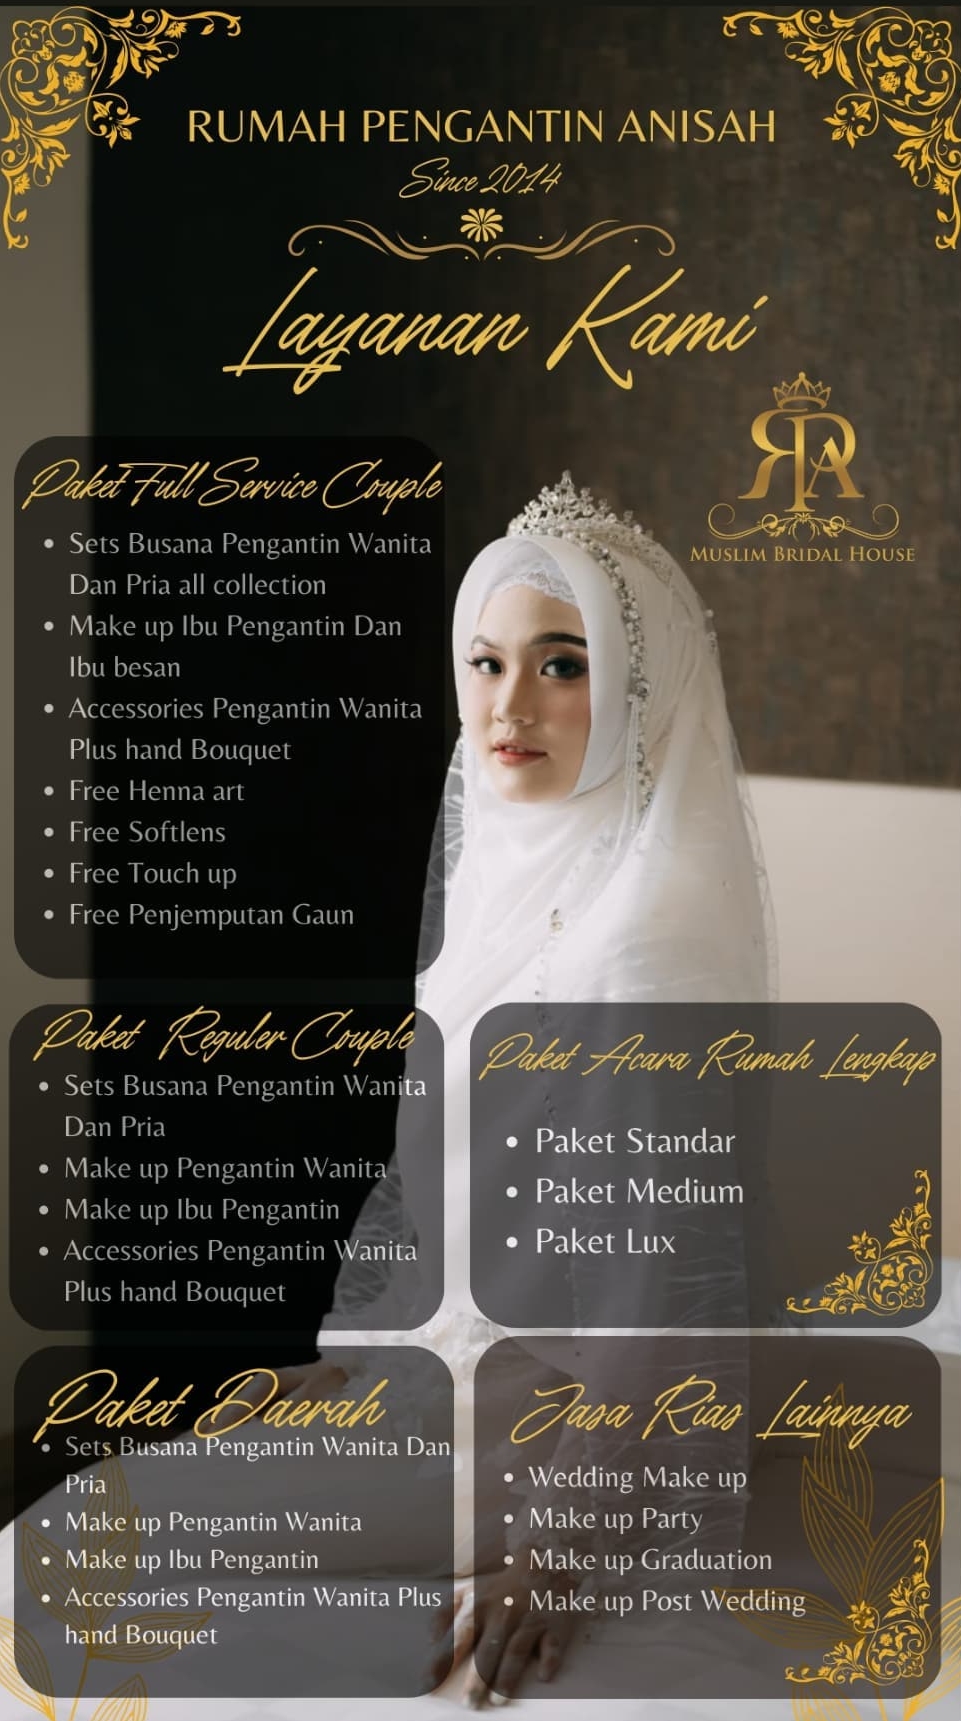 RUMAH PENGANTIN ANISAH
Since 2014
Layanan Kami
RPA
MUSLIM BRIDAL HOUSE
Paket Full Service Couple
• Sets Busana Pengantin Wanita
Dan Pria all collection
• Make up Ibu Pengantin Dan
Ibu besan
• Accessories Pengantin Wanita
Plus hand Bouquet
• Free Henna art
• Free Softlens
• Free Touch up
• Free Penjemputan Gaun
Paket Reguler Couple
• Sets Busana Pengantin Wanita
Dan Pria
• Make up Pengantin Wanita
• Make up Ibu Pengantin
• Accessories Pengantin Wanita
Plus hand Bouquet
Paket Acara Rumah Lengkap
• Paket Standar
• Paket Medium
• Paket Lux
Paket Daerah
• Sets Busana Pengantin Wanita Dan
Pria
• Make up Pengantin Wanita
• Make up Ibu Pengantin
• Accessories Pengantin Wanita Plus
hand Bouquet
Jasa Rias Lainnya
• Wedding Make up
• Make up Party
• Make up Graduation
• Make up Post Wedding